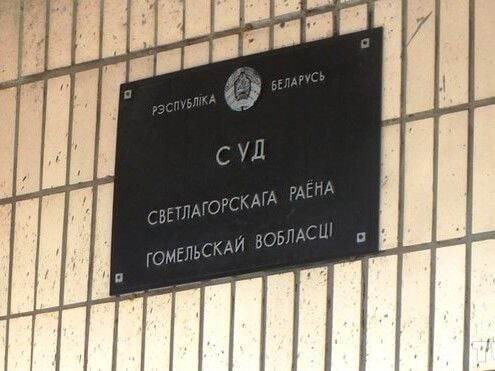 РЭСПУБЛІКА БЕЛАРУСЬ
СУД
СВЕТЛАГОРСКАГА РАЁНА
ГОМЕЛЬСКАЙ ВОБЛАСЦІ